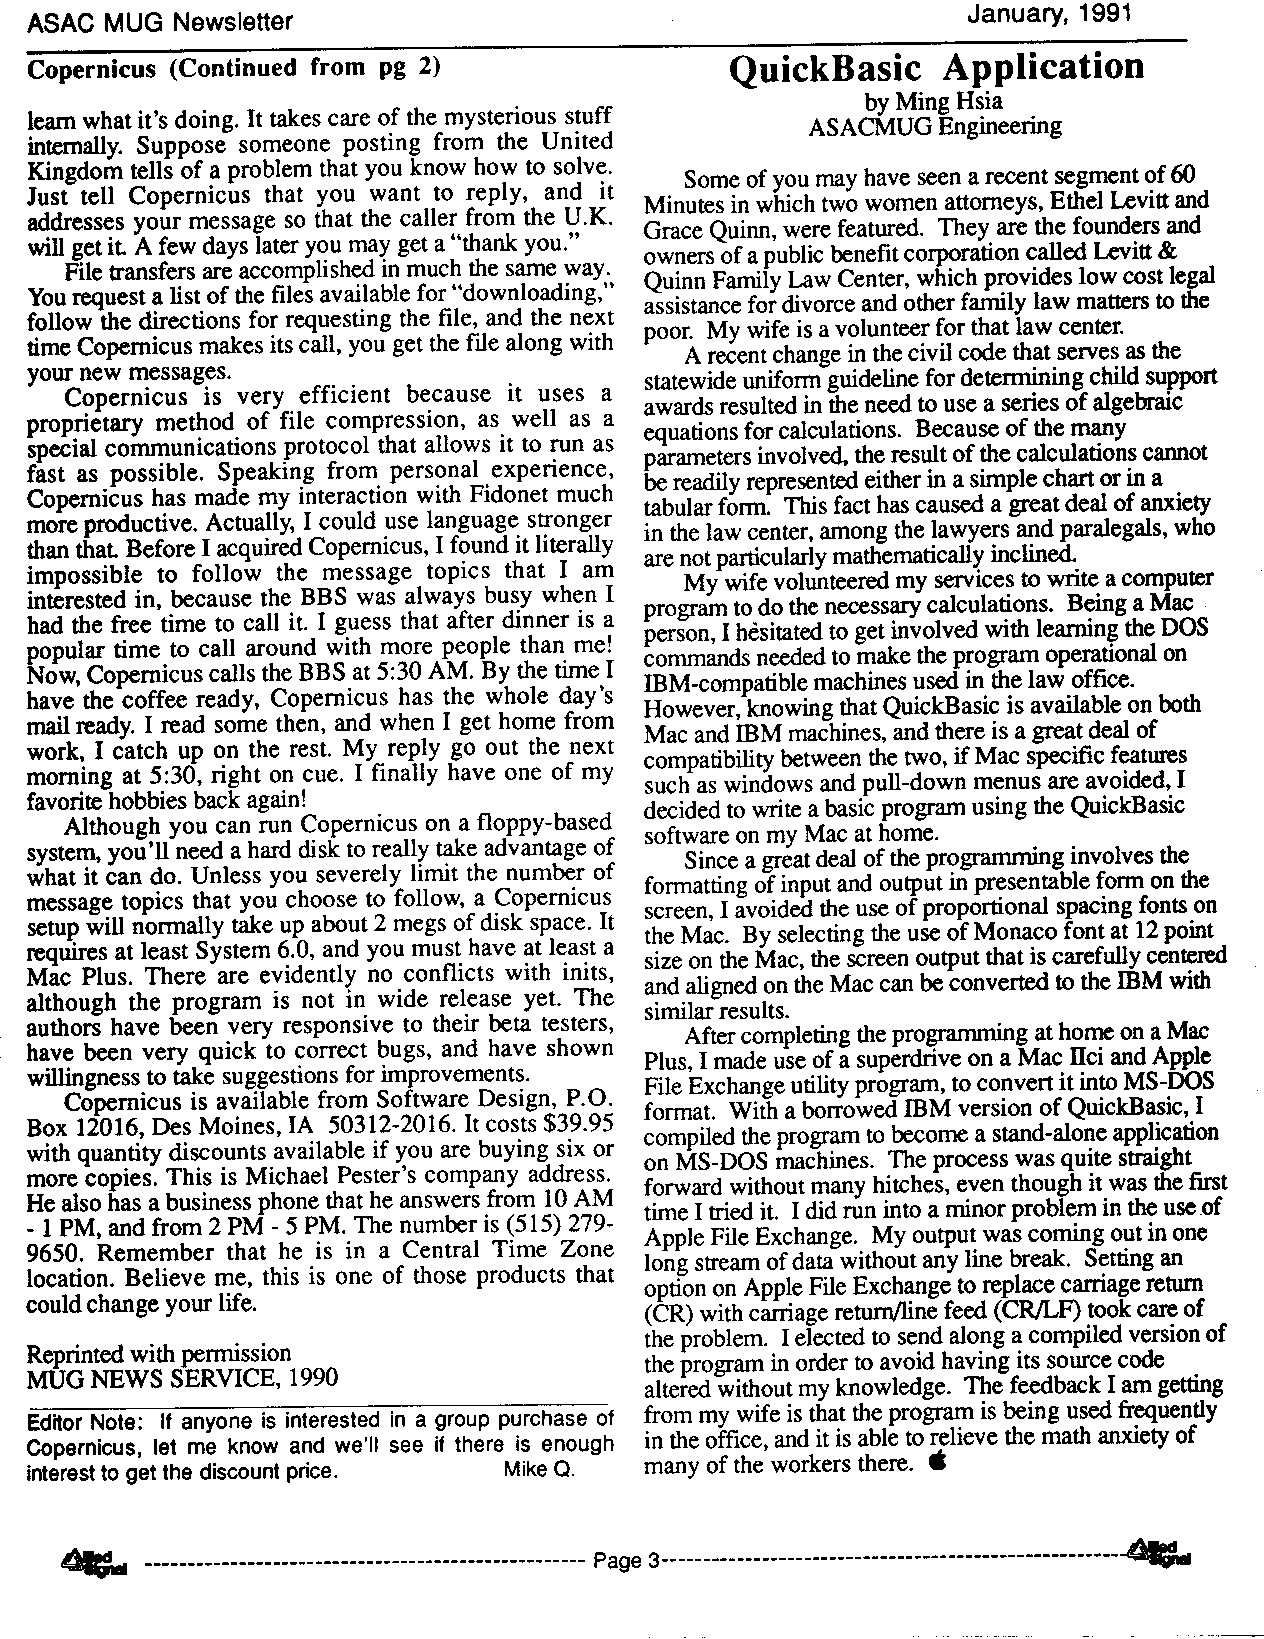 ASAC MUG Newsletter
January, 1991
Copernicus (Continued from pg 2)
learn what it's doing. It takes care of the mysterious stuff
internally. Suppose someone posting from the United
Kingdom tells of a problem that you know how to solve.
Just tell Copernicus that you want to reply, and it
addresses your message so that the caller from the U.K.
will get it. A few days later you may get a “thank you.”
File transfers are accomplished in much the same way.
You request a list of the files available for “downloading,”
follow the directions for requesting the file, and the next
time Copernicus makes its call, you get the file along with
your new messages.
Copernicus is very efficient because it uses a
proprietary method of file compression, as well as a
special communications protocol that allows it to run as
fast as possible. Speaking from personal experience,
Copernicus has made my interaction with Fidonet much
more productive. Actually, I could use language stronger
than that. Before I acquired Copernicus, I found it literally
impossible to follow the message topics that I am
interested in, because the BBS was always busy when I
had the free time to call it. I guess that after dinner is a
popular time to call around with more people than me!
Now, Copernicus calls the BBS at 5:30 AM. By the time I
have the coffee ready, Copernicus has the whole day's
mail ready. I read some then, and when I get home from
work, I catch up on the rest. My reply go out the next
morning at 5:30, right on cue. I finally have one of my
favorite hobbies back again!
Although you can run Copernicus on a floppy-based
system, you'll need a hard disk to really take advantage of
what it can do. Unless you severely limit the number of
message topics that you choose to follow, a Copernicus
setup will normally take up about 2 megs of disk space. It
requires at least System 6.0, and you must have at least a
Mac Plus. There are evidently no conflicts with inits,
although the program is not in wide release yet. The
authors have been very responsive to their beta testers,
have been very quick to correct bugs, and have shown
willingness to take suggestions for improvements.
Copernicus is available from Software Design, P.O.
Box 12016, Des Moines, IA 50312-2016. It costs $39.95
with quantity discounts available if you are buying six or
more copies. This is Michael Pester's company address.
He also has a business phone that he answers from 10 AM
- 1 PM, and from 2 PM - 5 PM. The number is (515) 279-
9650. Remember that he is in a Central Time Zone
location. Believe me, this is one of those products that
could change your life.
Reprinted with permission
MUG NEWS SERVICE, 1990
Editor Note: If anyone is interested in a group purchase of
Copernicus, let me know and we'll see if there is enough
interest to get the discount price. Mike Q.
QuickBasic Application
by Ming Hsia
ASACMUG Engineering
Some of you may have seen a recent segment of 60
Minutes in which two women attorneys, Ethel Levitt and
Grace Quinn, were featured. They are the founders and
owners of a public benefit corporation called Levitt &
Quinn Family Law Center, which provides low cost legal
assistance for divorce and other family law matters to the
poor. My wife is a volunteer for that law center.
A recent change in the civil code that serves as the
statewide uniform guideline for determining child support
awards resulted in the need to use a series of algebraic
equations for calculations. Because of the many
parameters involved, the result of the calculations cannot
be readily represented either in a simple chart or in a
tabular form. This fact has caused a great deal of anxiety
in the law center, among the lawyers and paralegals, who
are not particularly mathematically inclined.
My wife volunteered my services to write a computer
program to do the necessary calculations. Being a Mac
person, I hesitated to get involved with learning the DOS
commands needed to make the program operational on
IBM-compatible machines used in the law office.
However, knowing that QuickBasic is available on both
Mac and IBM machines, and there is a great deal of
compatibility between the two, if Mac specific features
such as windows and pull-down menus are avoided, I
decided to write a basic program using the QuickBasic
software on my Mac at home.
Since a great deal of the programming involves the
formatting of input and output in presentable form on the
screen, I avoided the use of proportional spacing fonts on
the Mac. By selecting the use of Monaco font at 12 point
size on the Mac, the screen output that is carefully centered
and aligned on the Mac can be converted to the IBM with
similar results.
After completing the programming at home on a Mac
Plus, I made use of a superdrive on a Mac IIci and Apple
File Exchange utility program, to convert it into MS-DOS
format. With a borrowed IBM version of QuickBasic, I
compiled the program to become a stand-alone application
on MS-DOS machines. The process was quite straight
forward without many hitches, even though it was the first
time I tried it. I did run into a minor problem in the use of
Apple File Exchange. My output was coming out in one
long stream of data without any line break. Setting an
option on Apple File Exchange to replace carriage return
(CR) with carriage return/line feed (CR/LF) took care of
the problem. I elected to send along a compiled version of
the program in order to avoid having its source code
altered without my knowledge. The feedback I am getting
from my wife is that the program is being used frequently
in the office, and it is able to relieve the math anxiety of
many of the workers there.
Allied Signal Page 3 Allied Signal